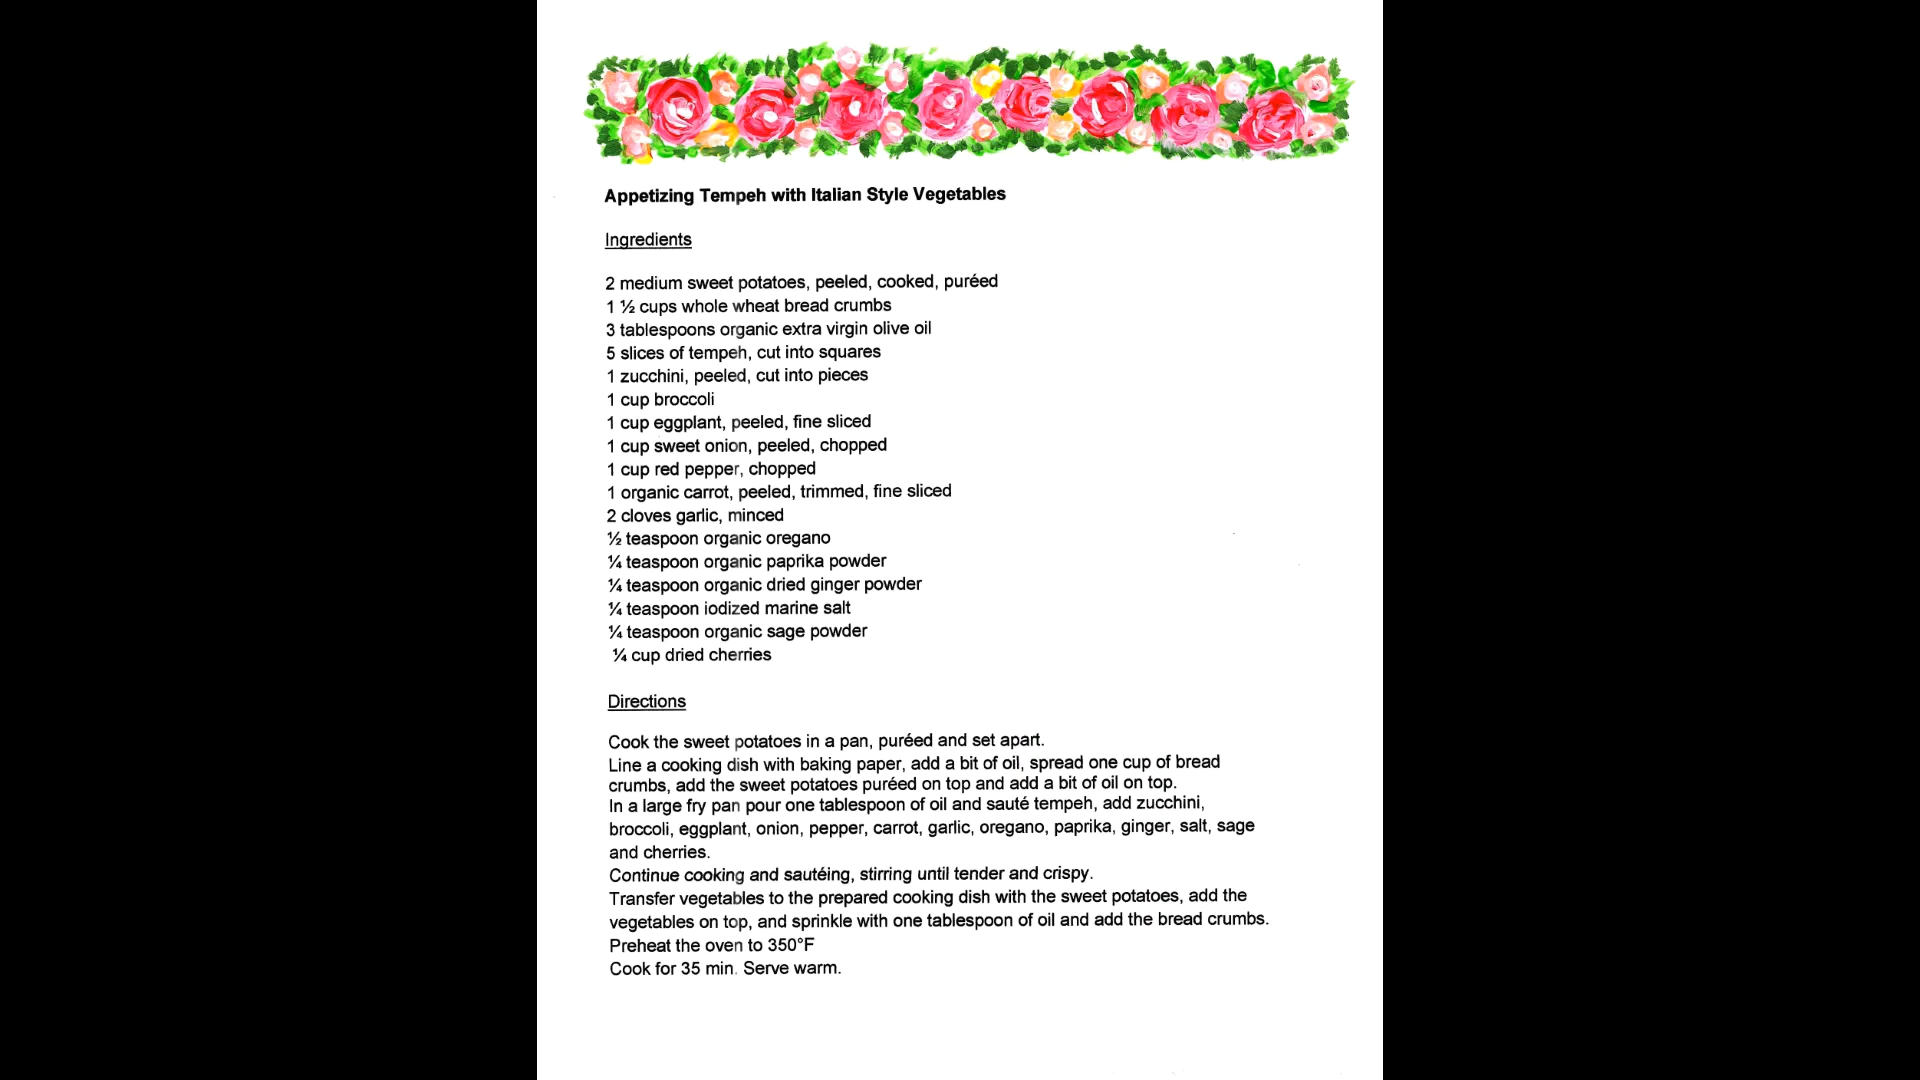 Appetizing Tempeh with Italian Style Vegetables
Ingredients
2 medium sweet potatoes, peeled, cooked, puréed
1 ½ cups whole wheat bread crumbs
3 tablespoons organic extra virgin olive oil
5 slices of tempeh, cut into squares
1 zucchini, peeled, cut into pieces
1 cup broccoli
1 cup eggplant, peeled, fine sliced
1 cup sweet onion, peeled, chopped
1 cup red pepper, chopped
1 organic carrot, peeled, trimmed, fine sliced
2 cloves garlic, minced
½ teaspoon organic oregano
¼ teaspoon organic paprika powder
¼ teaspoon organic dried ginger powder
¼ teaspoon iodized marine salt
¼ teaspoon organic sage powder
¼ cup dried cherries
Directions
Cook the sweet potatoes in a pan, puréed and set apart.
Line a cooking dish with baking paper, add a bit of oil, spread one cup of bread
crumbs, add the sweet potatoes puréed on top and add a bit of oil on top.
In a large fry pan pour one tablespoon of oil and sauté tempeh, add zucchini,
broccoli, eggplant, onion, pepper, carrot, garlic, oregano, paprika, ginger, salt, sage
and cherries.
Continue cooking and sautéing, stirring until tender and crispy.
Transfer vegetables to the prepared cooking dish with the sweet potatoes, add the
vegetables on top, and sprinkle with one tablespoon of oil and add the bread crumbs.
Preheat the oven to 350°F
Cook for 35 min. Serve warm.